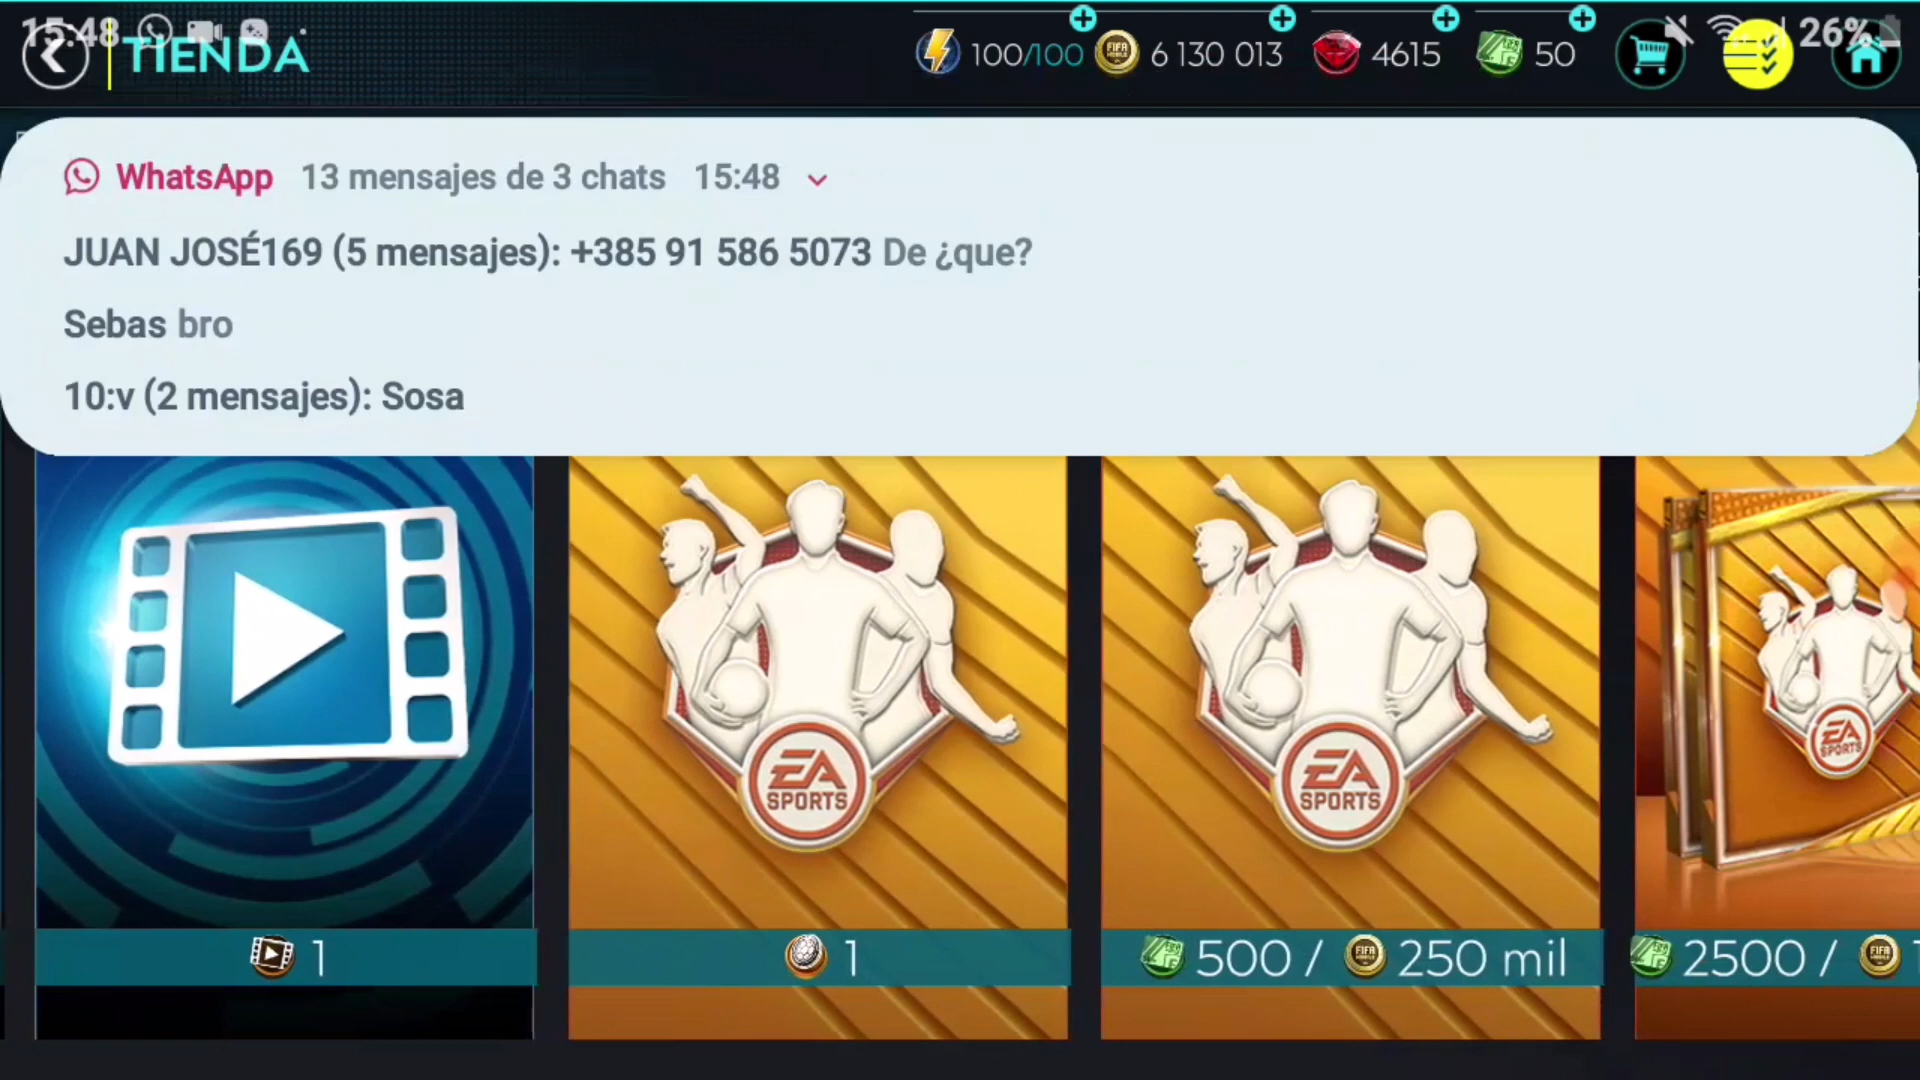 15:48 26%
TIENDA 100/100 6 130 013 4615 50
WhatsApp 13 mensajes de 3 chats 15:48
JUAN JOSÉ169 (5 mensajes): +385 91 586 5073 De ¿que?
Sebas bro
10:v (2 mensajes): Sosa
EA SPORTS
EA SPORTS
EA SPORTS
1
1
500 / 250 mil
2500 /